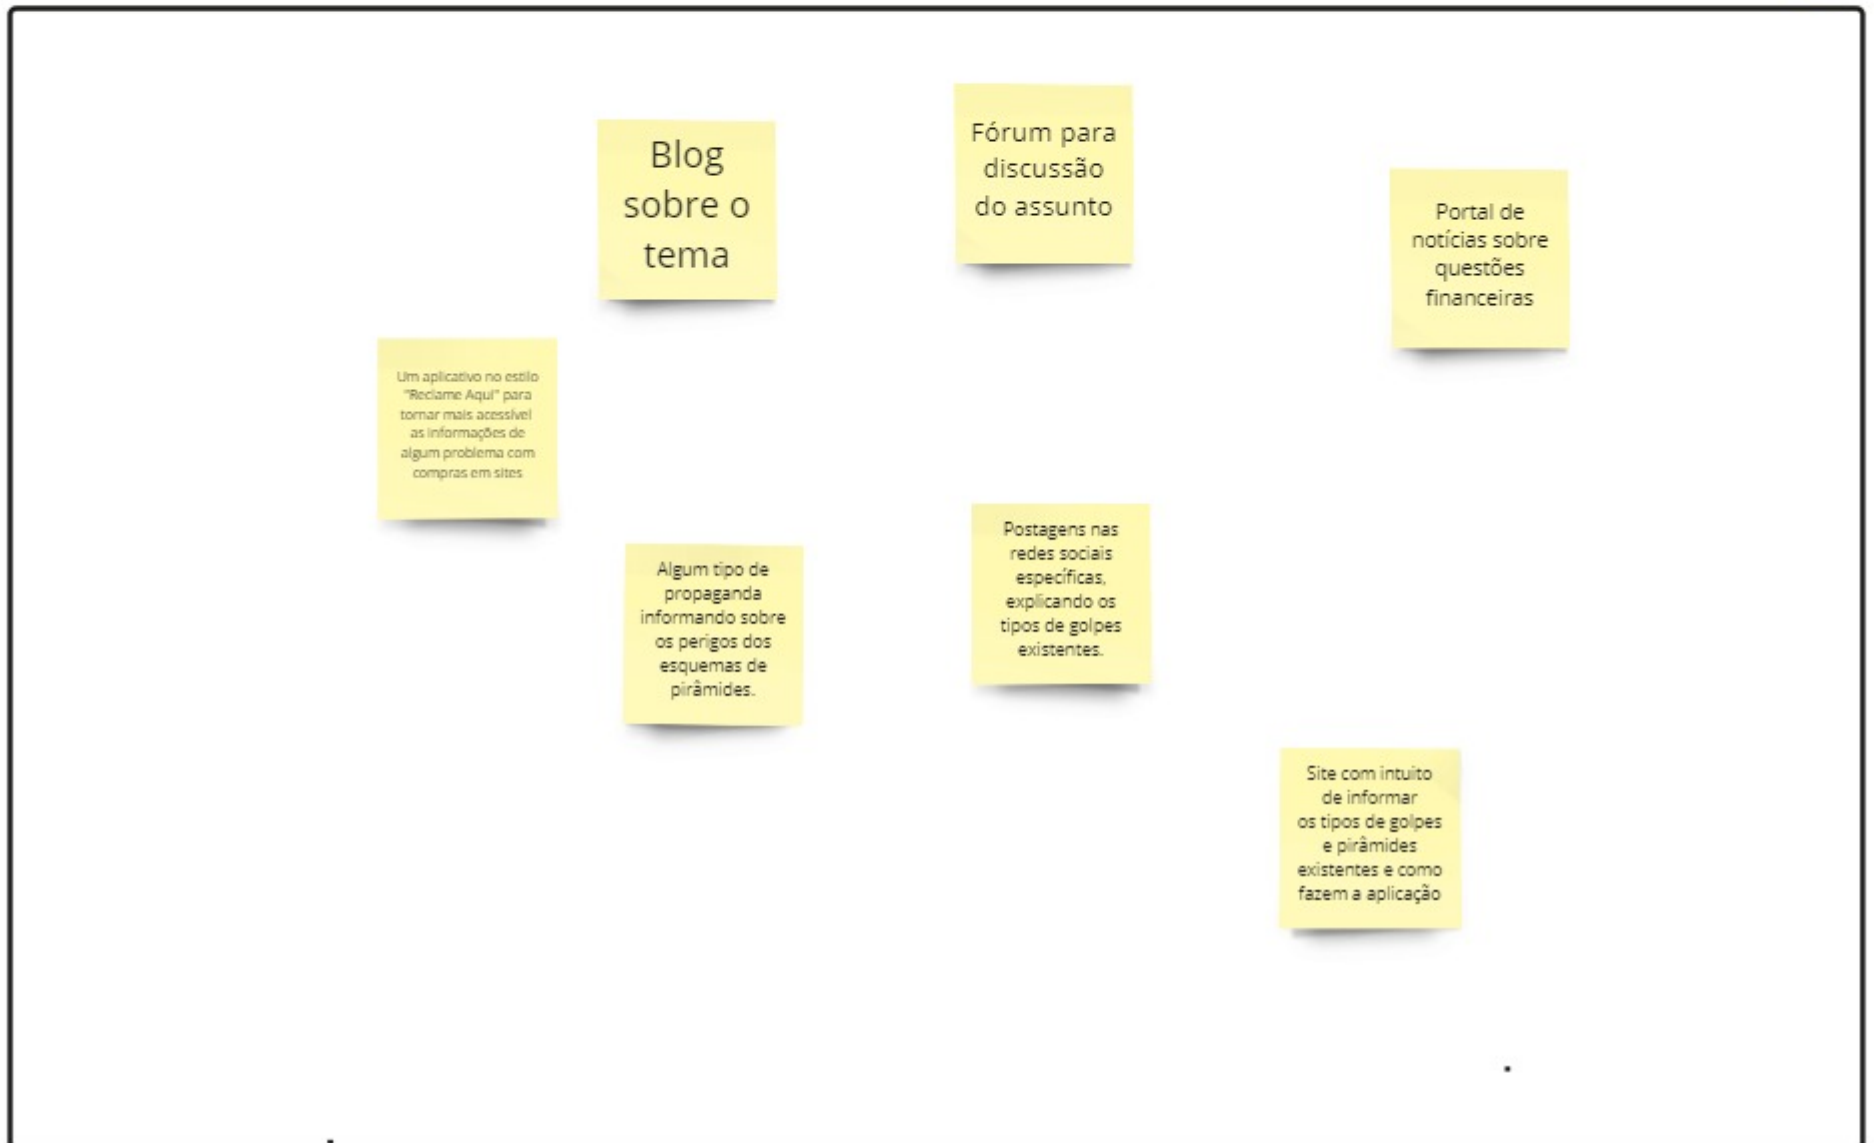 Blog
sobre o
tema
Fórum para
discussão
do assunto
Portal de
notícias sobre
questões
financeiras
Um aplicativo no estilo
"Reclame Aqui" para
tornar mais acessível
as informações de
algum problema com
compras em sites
Algum tipo de
propaganda
informando sobre
os perigos dos
esquemas de
pirâmides.
Postagens nas
redes sociais
específicas,
explicando os
tipos de golpes
existentes.
Site com intuito
de informar
os tipos de golpes
e pirâmides
existentes e como
fazem a aplicação